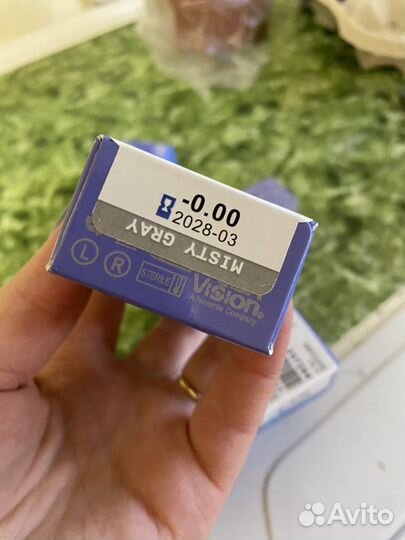 -0.00
2028-03
MISTY GRAY
L R STERILE
Vision®
A Novartis Company
Avito